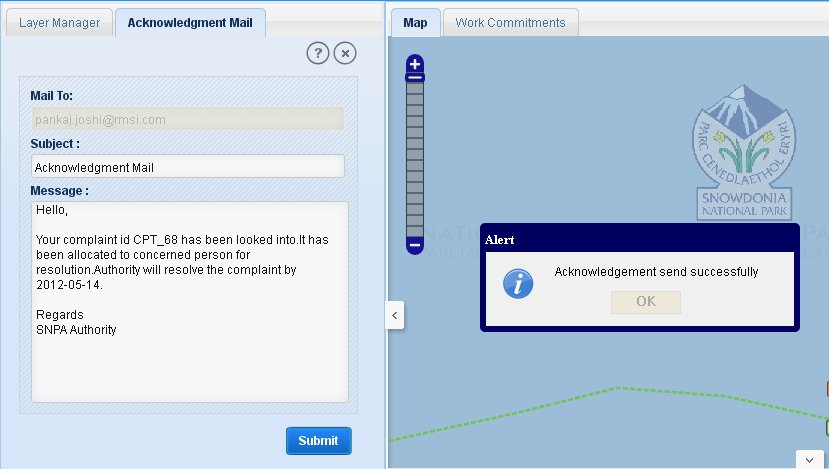 Layer Manager
Acknowledgment Mail
Map
Work Commitments
?
Mail To:
pankaj.joshi@rmsi.com
Subject :
Acknowledgment Mail
Message :
Hello,
Your complaint id CPT_68 has been looked into.It has
been allocated to concerned person for
resolution.Authority will resolve the complaint by
2012-05-14.
Regards
SNPA Authority
Submit
PARC CENEDLAETHOL ERYRI
SNOWDONIA
NATIONAL PARK
Alert
Acknowledgement send successfully
OK